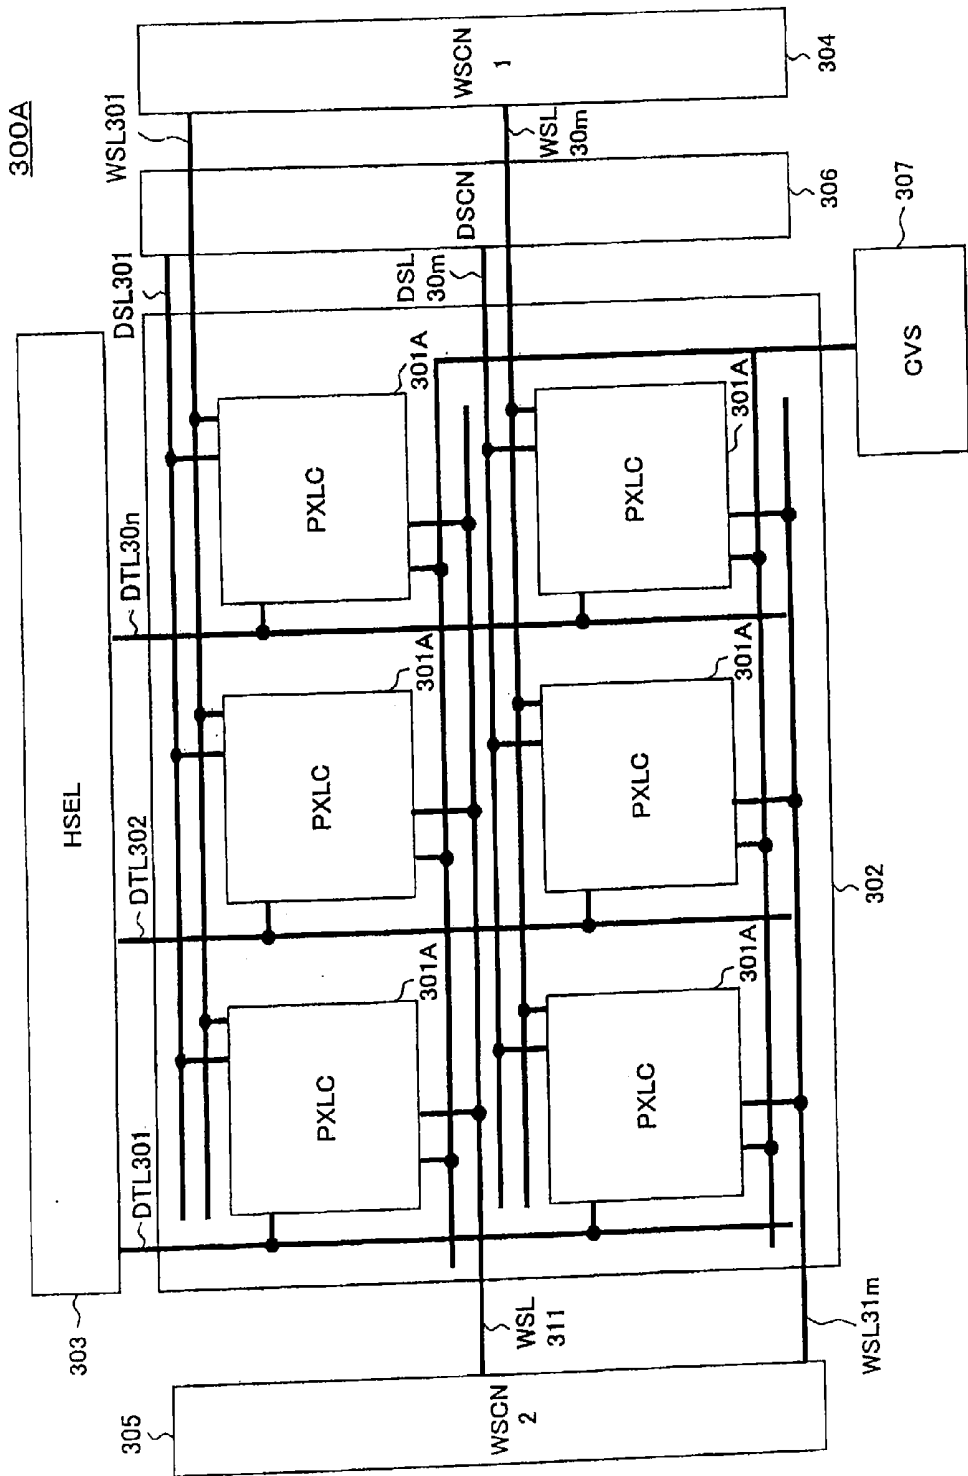 300A
HSEL
303
DTL301
DTL302
DTL30n
DSL301
WSL301
WSCN
2
305
PXLC
301A
PXLC
301A
PXLC
301A
DSCN
306
WSCN
1
304
WSL
311
DSL
30m
WSL
30m
PXLC
301A
PXLC
301A
PXLC
301A
WSL31m
302
CVS
307